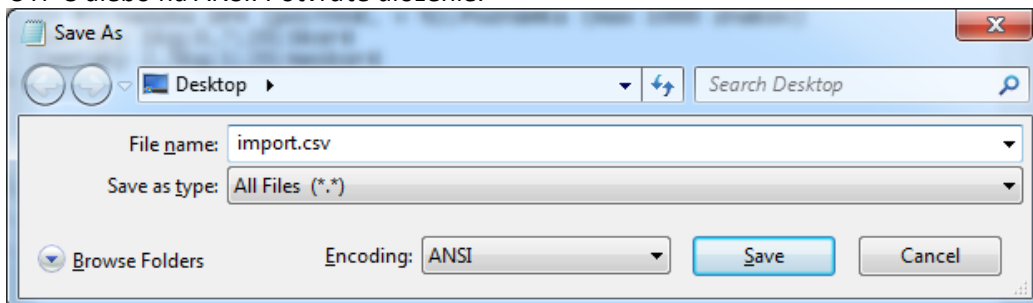 Save As
Desktop
Search Desktop
File name: import.csv
Save as type: All Files (*.*)
Browse Folders Encoding: ANSI Save Cancel